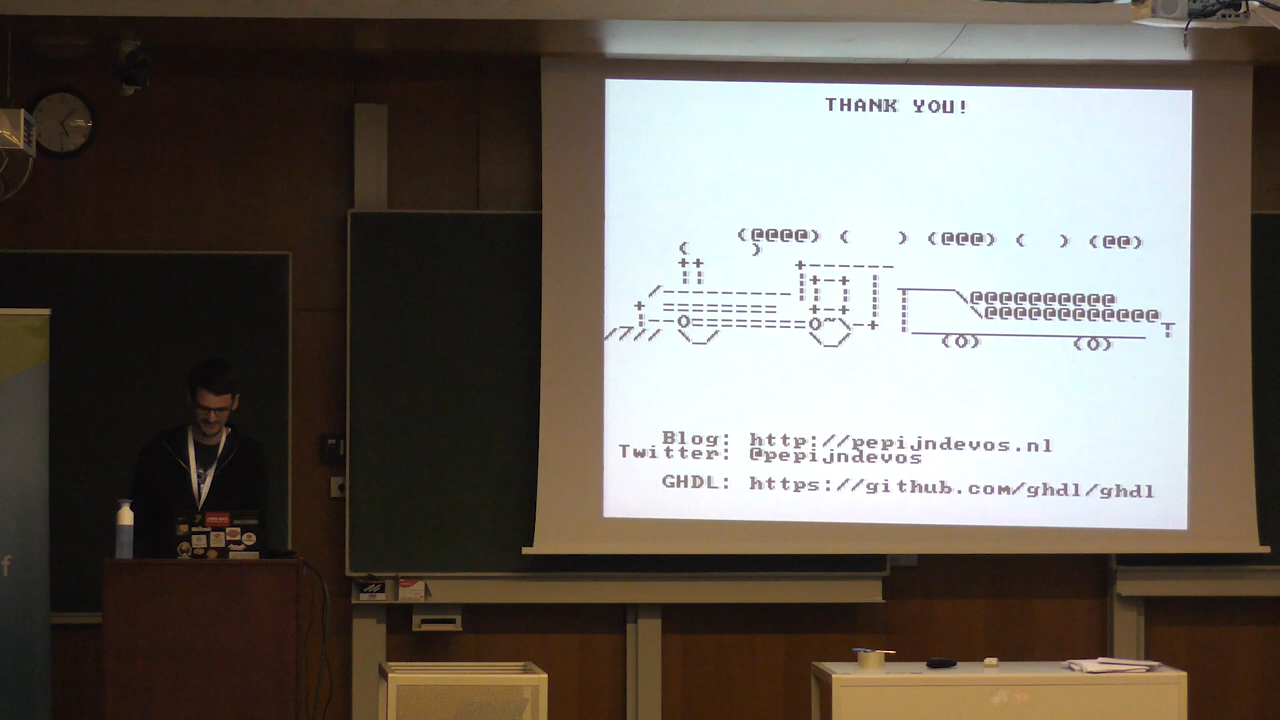 THANK YOU!
Blog: http://pepijndevos.nl
Twitter: @pepijndevos
GHDL: https://github.com/ghdl/ghdl
f